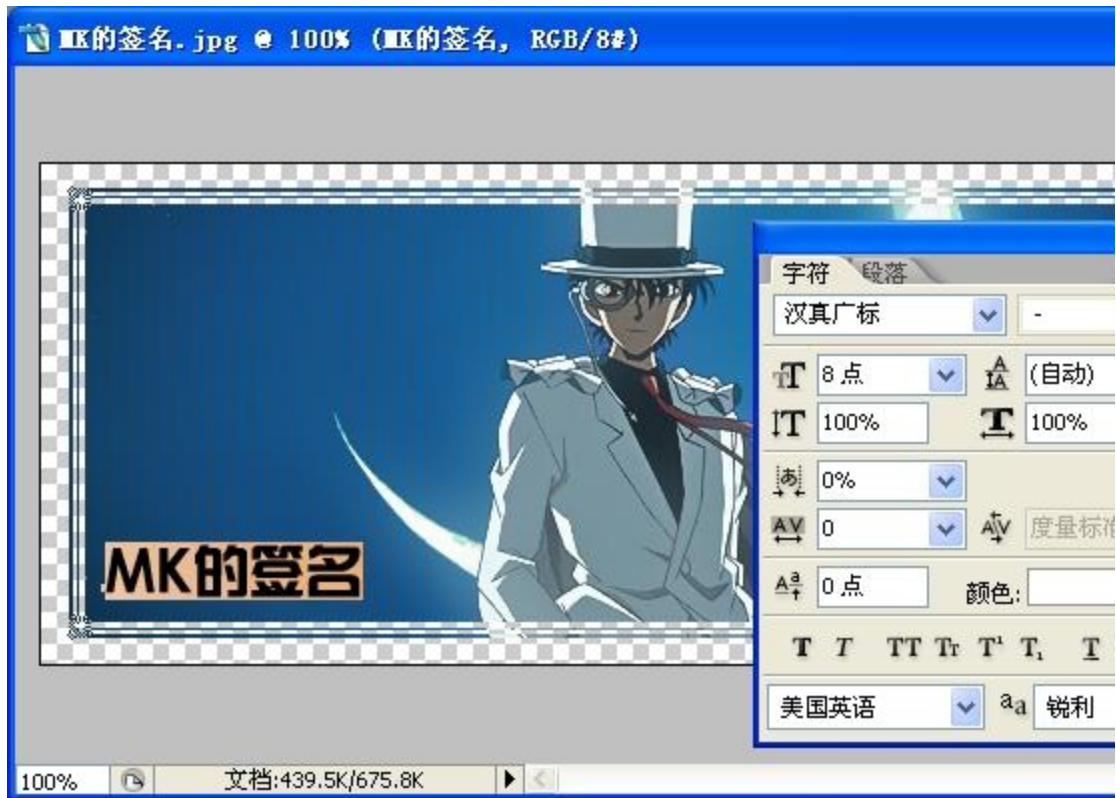 MK的签名.jpg @ 100% (MK的签名, RGB/8#)
字符 段落
汉真广标 -
8 点 (自动)
100% 100%
0%
0 度量标准
0 点 颜色:
MK的签名
T T TT Tr T¹ T₁ T
美国英语 aa 锐利
100% 文档:439.5K/675.8K